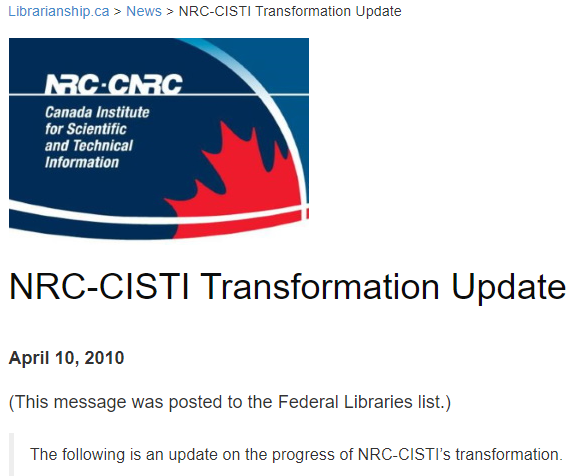 Librarianship.ca > News > NRC-CISTI Transformation Update
NRC·CNRC
Canada Institute
for Scientific
and Technical
Information
NRC-CISTI Transformation Update
April 10, 2010
(This message was posted to the Federal Libraries list.)
The following is an update on the progress of NRC-CISTI’s transformation.